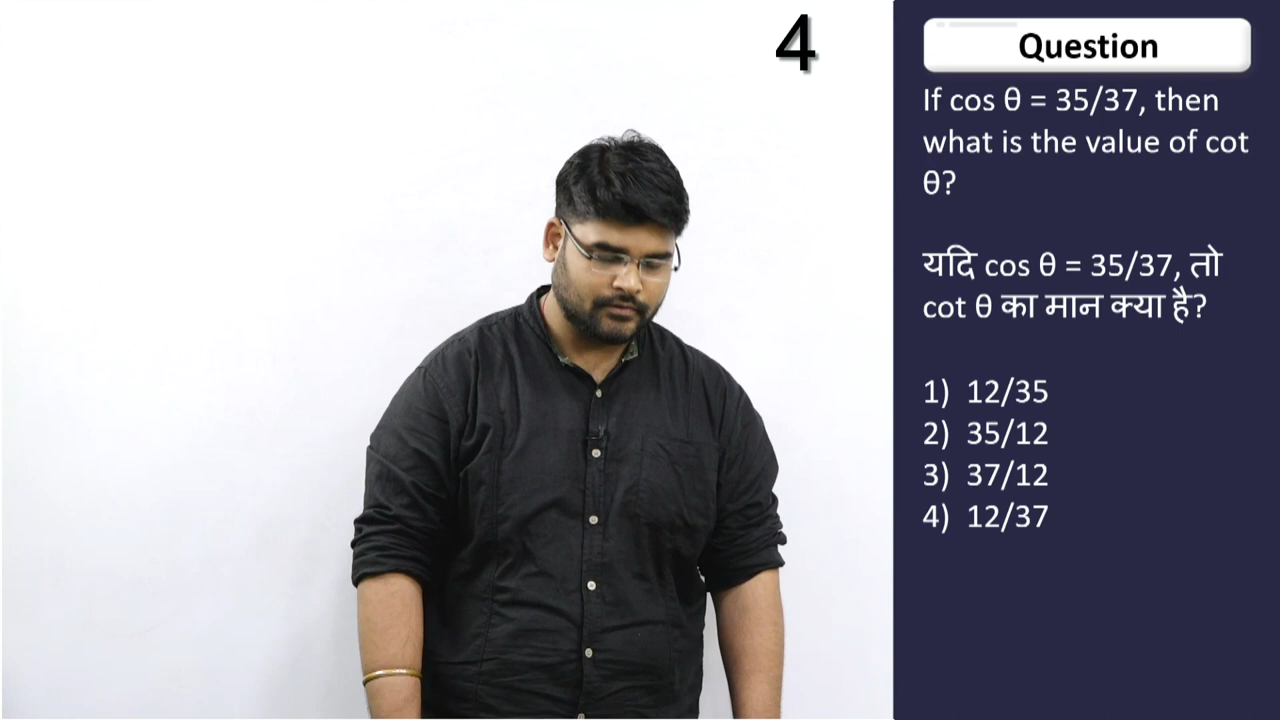 4
Question
If cos θ = 35/37, then
what is the value of cot
θ?
यदि cos θ = 35/37, तो
cot θ का मान क्या है?
1) 12/35
2) 35/12
3) 37/12
4) 12/37